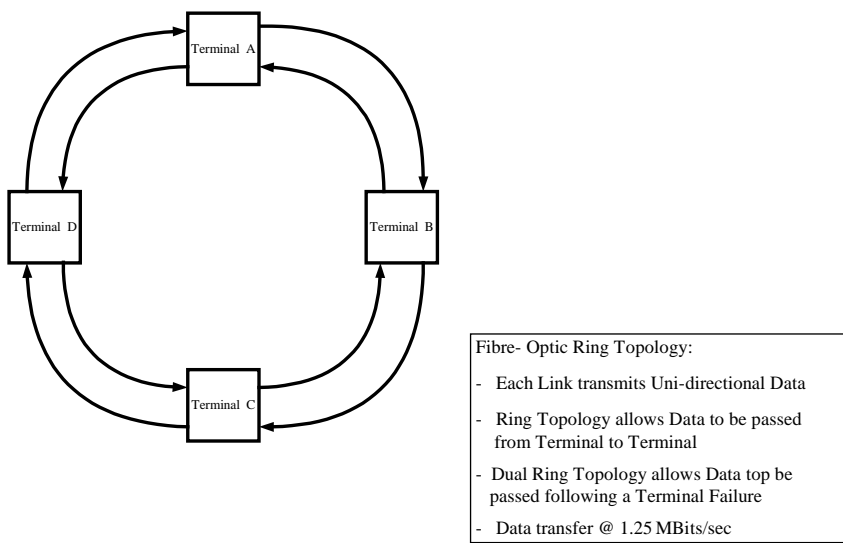 Terminal A
Terminal D
Terminal B
Terminal C
Fibre- Optic Ring Topology:
- Each Link transmits Uni-directional Data
- Ring Topology allows Data to be passed
from Terminal to Terminal
- Dual Ring Topology allows Data top be
passed following a Terminal Failure
- Data transfer @ 1.25 MBits/sec